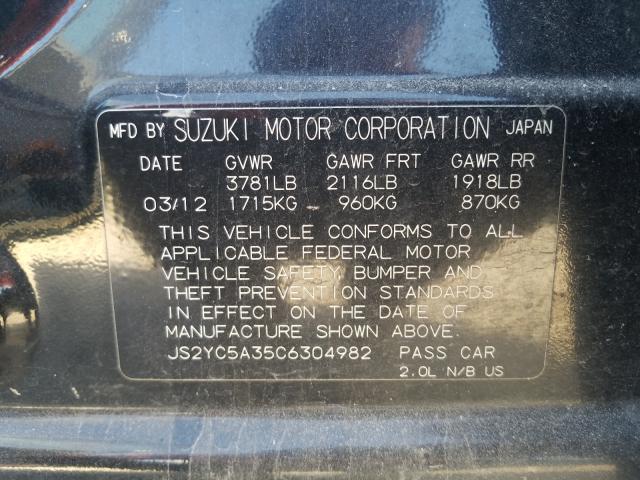 MFD BY SUZUKI MOTOR CORPORATION JAPAN
DATE GVWR GAWR FRT GAWR RR
3781LB 2116LB 1918LB
03/12 1715KG 960KG 870KG
THIS VEHICLE CONFORMS TO ALL
APPLICABLE FEDERAL MOTOR
VEHICLE SAFETY, BUMPER AND
THEFT PREVENTION STANDARDS
IN EFFECT ON THE DATE OF
MANUFACTURE SHOWN ABOVE.
JS2YC5A35C6304982 PASS CAR
2.0L N/B US